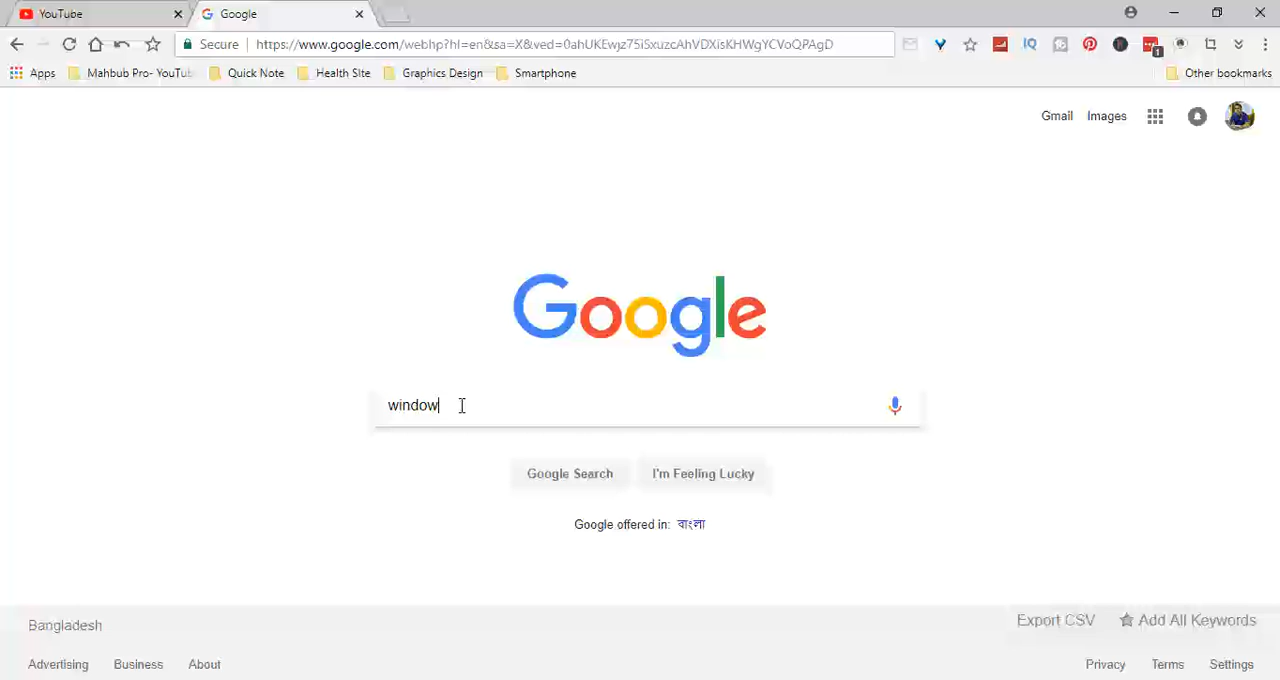 YouTube
Google
Secure https://www.google.com/webhp?hl=en&sa=X&ved=0ahUKEwjz75iSxuzcAhVDXisKHWgYCVoQPAgD
IQ
1
Apps Mahbub Pro- YouTub Quick Note Health Site Graphics Design Smartphone Other bookmarks
Gmail Images
Google
window
Google Search I'm Feeling Lucky
Google offered in: বাংলা
Bangladesh
Export CSV Add All Keywords
Advertising Business About Privacy Terms Settings